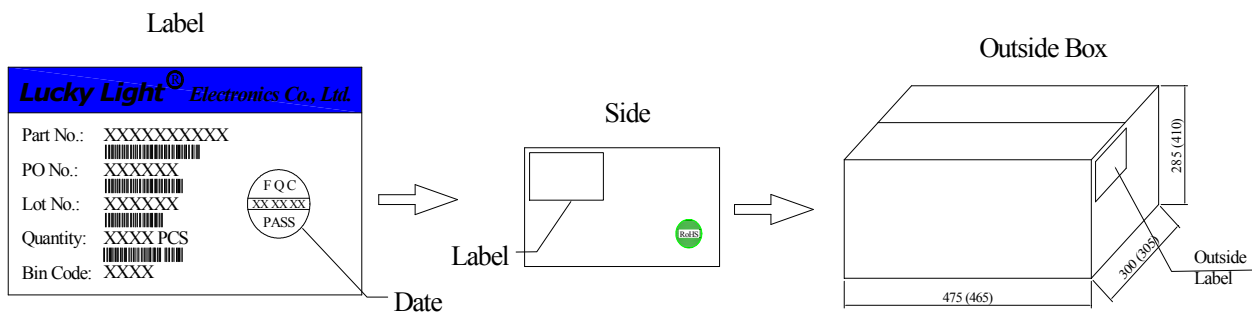 Label
Lucky Light® Electronics Co., Ltd.
Part No.: XXXXXXXXXX
PO No.: XXXXXX
Lot No.: XXXXXX
Quantity: XXXX PCS
Bin Code: XXXX
FQC
XX XX XX
PASS
Date
Side
RoHS
Label
Outside Box
285 (410)
300 (305)
475 (465)
Outside
Label